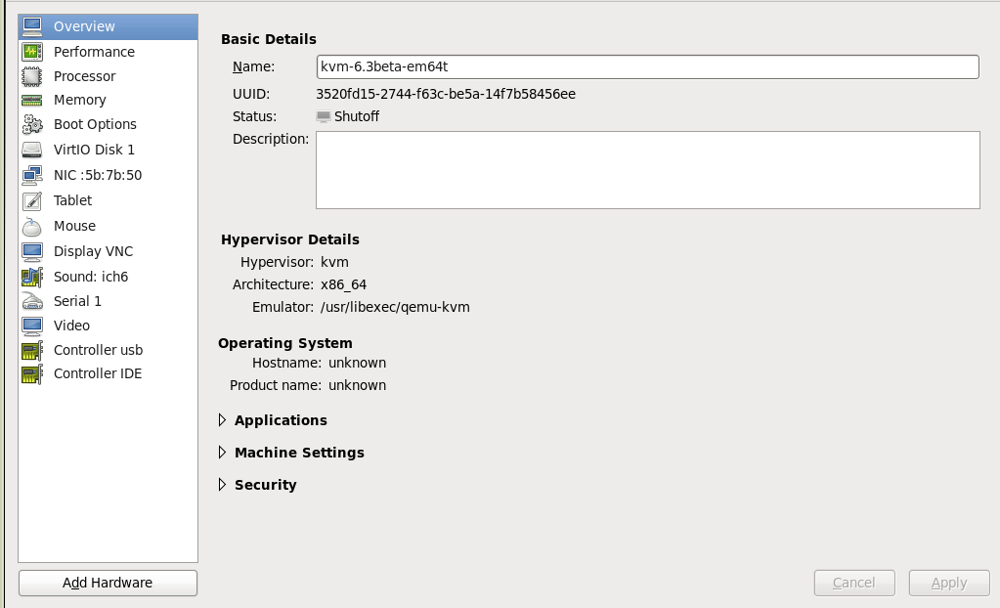 Overview
Performance
Processor
Memory
Boot Options
VirtIO Disk 1
NIC :5b:7b:50
Tablet
Mouse
Display VNC
Sound: ich6
Serial 1
Video
Controller usb
Controller IDE
Add Hardware
Basic Details
Name: kvm-6.3beta-em64t
UUID: 3520fd15-2744-f63c-be5a-14f7b58456ee
Status: Shutoff
Description:
Hypervisor Details
Hypervisor: kvm
Architecture: x86_64
Emulator: /usr/libexec/qemu-kvm
Operating System
Hostname: unknown
Product name: unknown
Applications
Machine Settings
Security
Cancel Apply